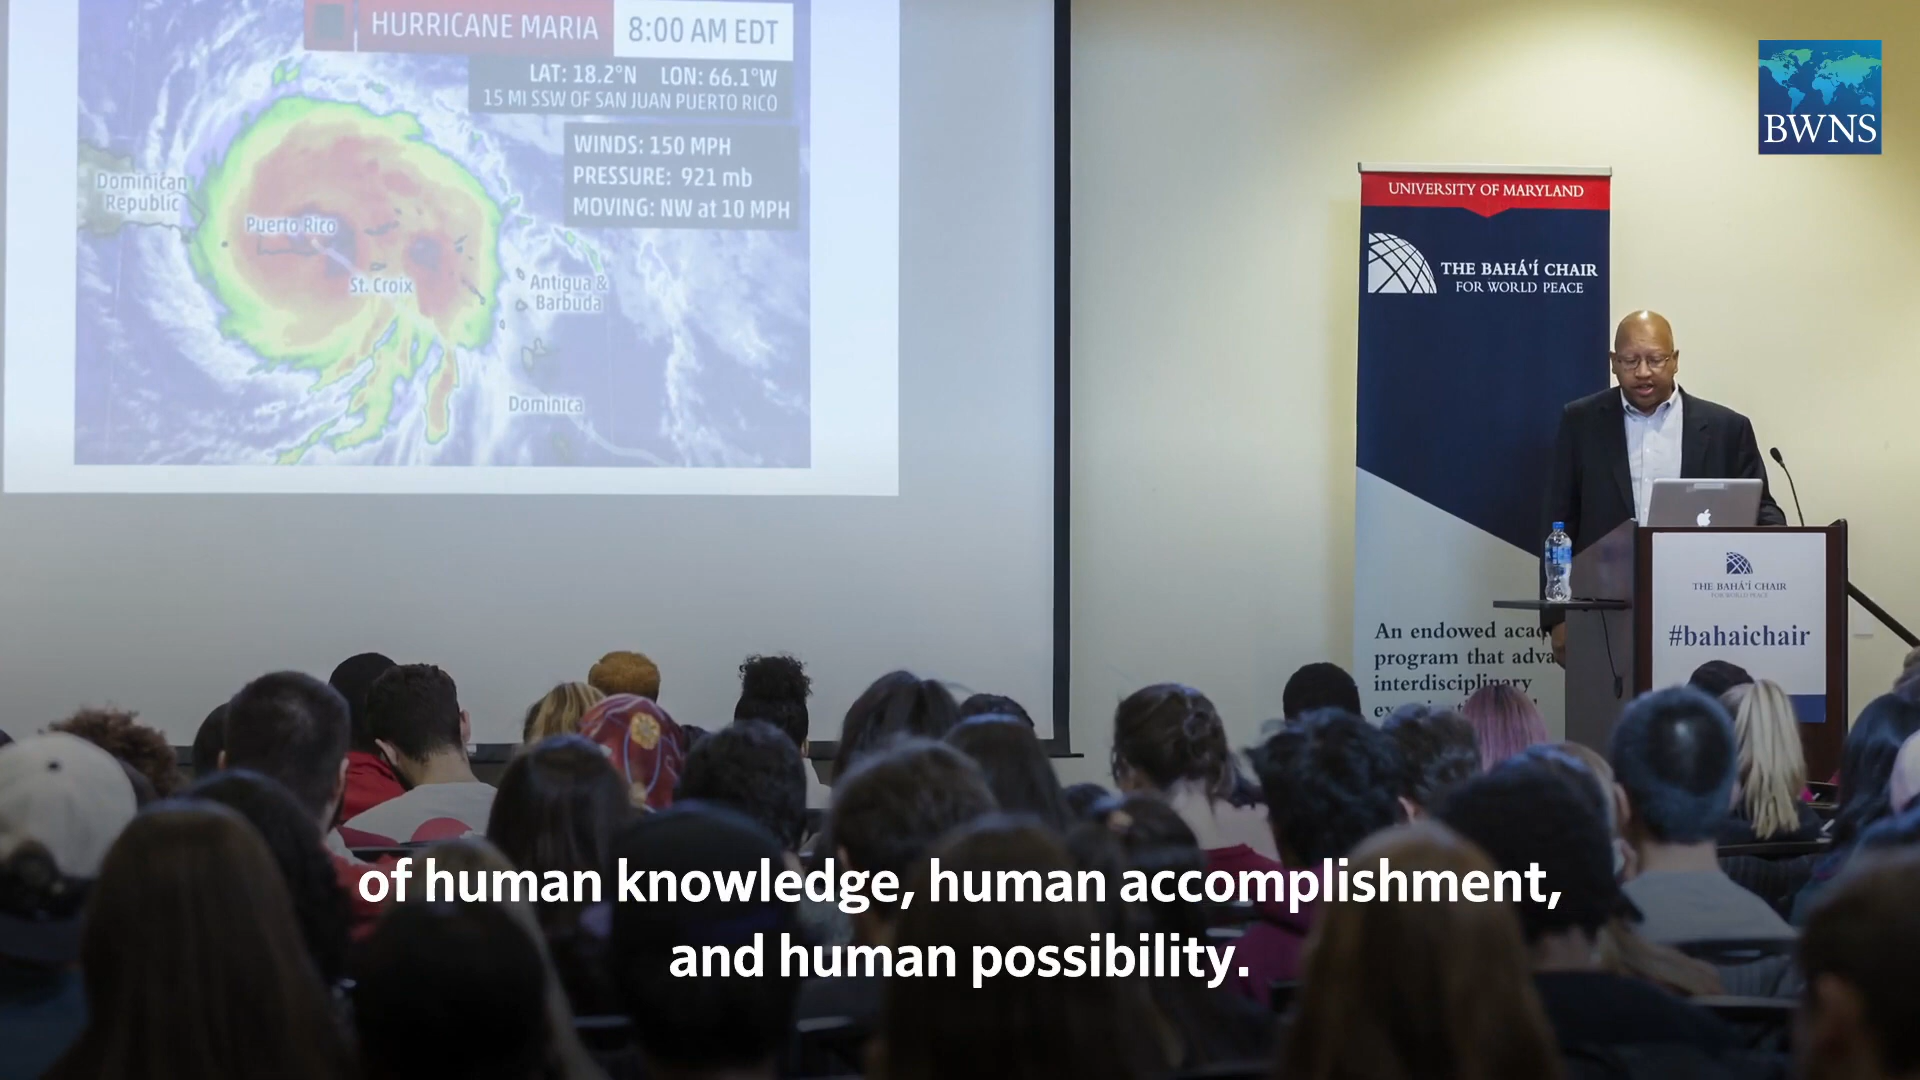 HURRICANE MARIA
8:00 AM EDT
LAT: 18.2°N LON: 66.1°W
15 MI SSW OF SAN JUAN PUERTO RICO
WINDS: 150 MPH
PRESSURE: 921 mb
MOVING: NW at 10 MPH
Dominican
Republic
Puerto Rico
St. Croix
Antigua &
Barbuda
Dominica
BWNS
UNIVERSITY OF MARYLAND
THE BAHÁ'Í CHAIR
FOR WORLD PEACE
An endowed
program that
interdisciplinary
THE BAHÁ'Í CHAIR
FOR WORLD PEACE
#bahaichair
of human knowledge, human accomplishment,
and human possibility.